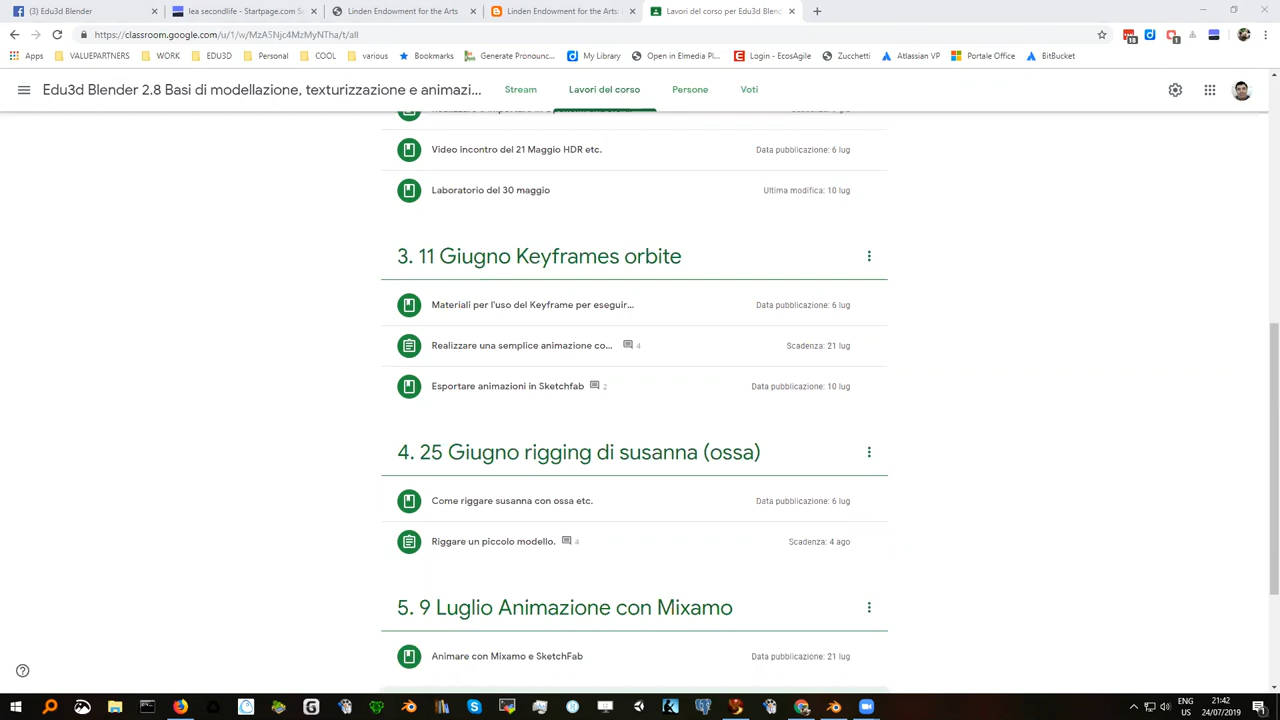 (3) Edu3d Blender
lea secondlife - Startpage.com Se
Linden Endowment for the Arts
Linden Endowment for the Arts:
Lavori del corso per Edu3d Blend
https://classroom.google.com/u/1/w/MzA5Njc4MzMyNTha/t/all
Apps
VALUEPARTNERS
WORK
EDU3D
Personal
COOL
various
Bookmarks
Generate Pronounc...
My Library
Open in Elmedia Pl...
Login - EcosAgile
Zucchetti
Atlassian VP
Portale Office
BitBucket
Edu3d Blender 2.8 Basi di modellazione, texturizzazione e animazi...
Stream
Lavori del corso
Persone
Voti
Video incontro del 21 Maggio HDR etc.
Data pubblicazione: 6 lug
Laboratorio del 30 maggio
Ultima modifica: 10 lug
3. 11 Giugno Keyframes orbite
Materiali per l'uso del Keyframe per eseguir...
Data pubblicazione: 6 lug
Realizzare una semplice animazione co...
4
Scadenza: 21 lug
Esportare animazioni in Sketchfab
2
Data pubblicazione: 10 lug
4. 25 Giugno rigging di susanna (ossa)
Come riggare susanna con ossa etc.
Data pubblicazione: 6 lug
Riggare un piccolo modello.
4
Scadenza: 4 ago
5. 9 Luglio Animazione con Mixamo
Animare con Mixamo e SketchFab
Data pubblicazione: 21 lug
ENG
US
21:42
24/07/2019